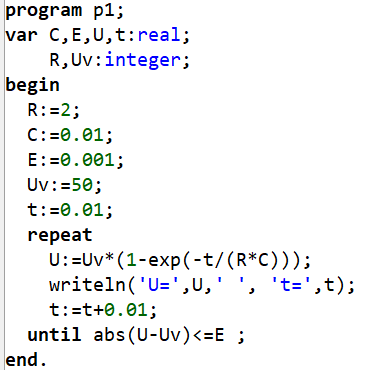 program p1;
var C,E,U,t:real;
    R,Uv:integer;
begin
  R:=2;
  C:=0.01;
  E:=0.001;
  Uv:=50;
  t:=0.01;
  repeat
    U:=Uv*(1-exp(-t/(R*C)));
    writeln('U=',U,' ', 't=',t);
    t:=t+0.01;
  until abs(U-Uv)<=E ;
end.